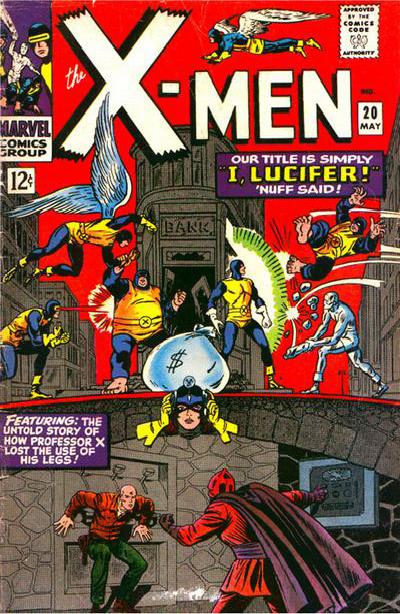 APPROVED
BY THE
COMICS
CODE
AUTHORITY
the
X-MEN
MARVEL
COMICS
GROUP
12¢
IND.
20
MAY
OUR TITLE IS SIMPLY
"I, LUCIFER!"
'NUFF SAID!
BANK
$
X
FEATURING: THE
UNTOLD STORY OF
HOW PROFESSOR X
LOST THE USE OF
HIS LEGS!